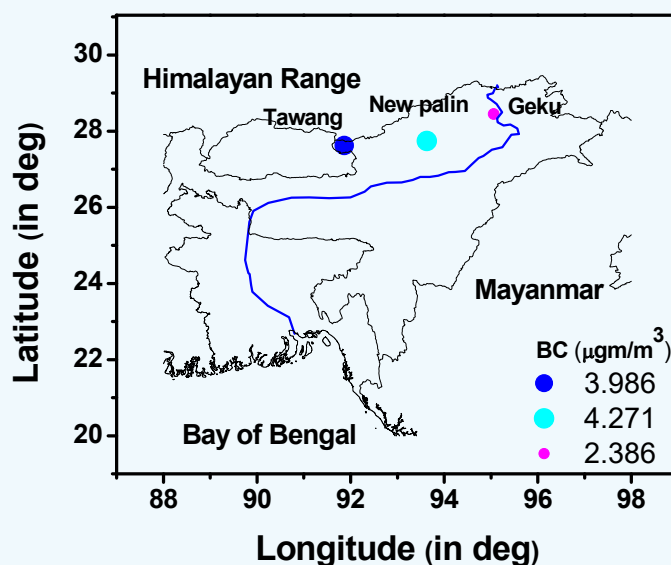 30
28
26
24
22
20
Latitude (in deg)
Himalayan Range
Tawang
New palin
Geku
Mayanmar
Bay of Bengal
BC (μgm/m³)
3.986
4.271
2.386
88 90 92 94 96 98
Longitude (in deg)